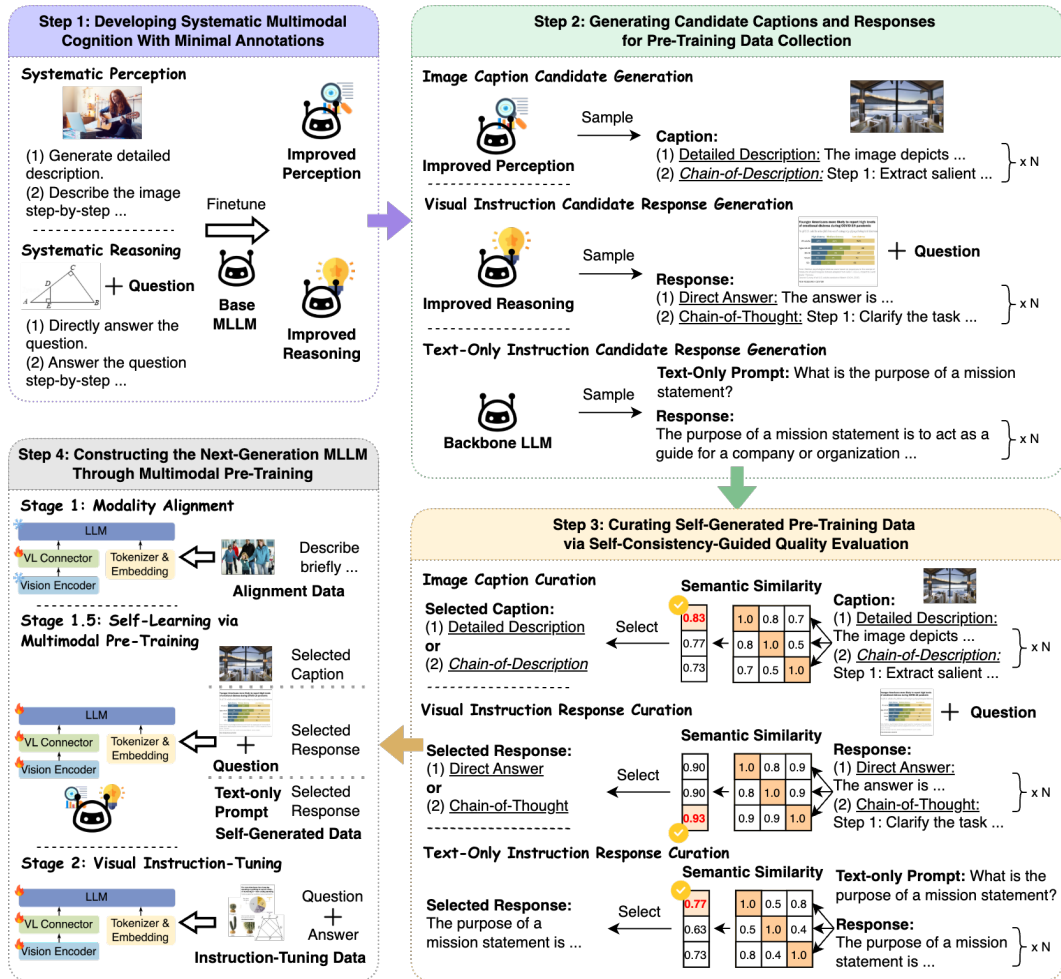 Step 1: Developing Systematic Multimodal
Cognition With Minimal Annotations
Systematic Perception
(1) Generate detailed
description.
(2) Describe the image
step-by-step ...
Systematic Reasoning
C
D
A
E
B
+ Question
(1) Directly answer the
question.
(2) Answer the question
step-by-step ...
Finetune
Base
MLLM
Improved
Perception
Improved
Reasoning
Step 2: Generating Candidate Captions and Responses
for Pre-Training Data Collection
Image Caption Candidate Generation
Improved Perception
Sample
Caption:
(1) Detailed Description: The image depicts ...
(2) Chain-of-Description: Step 1: Extract salient ...
x N
Visual Instruction Candidate Response Generation
Improved Reasoning
Sample
+ Question
Response:
(1) Direct Answer: The answer is ...
(2) Chain-of-Thought: Step 1: Clarify the task ...
x N
Text-Only Instruction Candidate Response Generation
Backbone LLM
Sample
Text-Only Prompt: What is the purpose of a mission
statement?
Response:
The purpose of a mission statement is to act as a
guide for a company or organization ...
x N
Step 3: Curating Self-Generated Pre-Training Data
via Self-Consistency-Guided Quality Evaluation
Image Caption Curation
Selected Caption:
(1) Detailed Description
or
(2) Chain-of-Description
Select
Semantic Similarity
0.83 1.0 0.8 0.7
0.77 0.8 1.0 0.5
0.73 0.7 0.5 1.0
Caption:
(1) Detailed Description:
The image depicts ...
(2) Chain-of-Description:
Step 1: Extract salient ...
x N
Visual Instruction Response Curation
Selected Response:
(1) Direct Answer
or
(2) Chain-of-Thought
Select
Semantic Similarity
0.90 1.0 0.8 0.9
0.90 0.8 1.0 0.9
0.93 0.9 0.9 1.0
+ Question
Response:
(1) Direct Answer:
The answer is ...
(2) Chain-of-Thought:
Step 1: Clarify the task ...
x N
Text-Only Instruction Response Curation
Selected Response:
The purpose of a
mission statement is ...
Select
Semantic Similarity
0.77 1.0 0.5 0.8
0.63 0.5 1.0 0.4
0.73 0.8 0.4 1.0
Text-only Prompt: What is the
purpose of a mission statement?
Response:
The purpose of a mission
statement is ...
x N
Step 4: Constructing the Next-Generation MLLM
Through Multimodal Pre-Training
Stage 1: Modality Alignment
LLM
VL Connector
Vision Encoder
Tokenizer &
Embedding
Describe
briefly ...
Alignment Data
Stage 1.5: Self-Learning via
Multimodal Pre-Training
LLM
VL Connector
Vision Encoder
Tokenizer &
Embedding
Selected
Caption
+
Question
Selected
Response
Text-only
Prompt
Selected
Response
Self-Generated Data
Stage 2: Visual Instruction-Tuning
LLM
VL Connector
Vision Encoder
Tokenizer &
Embedding
Question
+
Answer
Instruction-Tuning Data